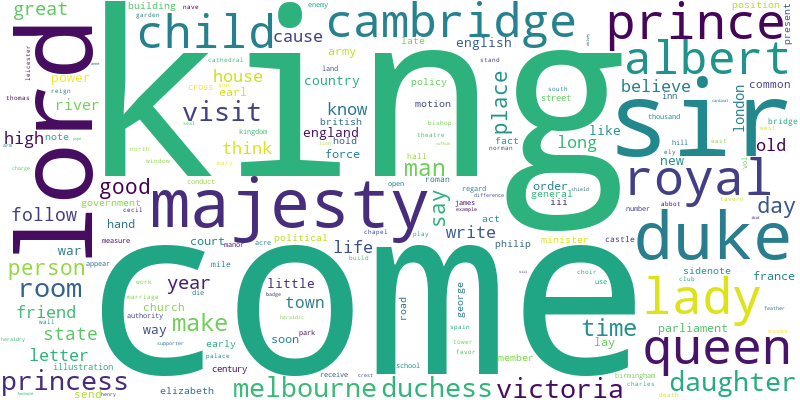 great
building
garden
nave
cambridge
prince
position
present
child
cause
enemy
late
english
albert
lord
king
sir
army
land
cathedral
stand
leicester
power
house
country
policy
believe
common
thomas
reign
cross
earl
river
visit
know
british
motion
place
south
street
inn
thousand
london
bridge
high
note
england
theatre
fact
like
hill
old
kingdom
hold
bishop
norman
long
think
force
hall
ely
east
north
window
mary
man
new
conduct
roman
order
shield
royal
good
majesty
open
regard
general
say
james
example
iii
abbot
day
government
cecil
difference
number
tavern
follow
hand
act
write
measure
court
manor
acre
political
chapel
play
philip
minister
castle
duke
war
appear
mile
life
build
come
person
church
choir
sidenote
france
room
work
year
little
use
club
lady
marriage
die
badge
town
road
george
feather
friend
authority
heraldic
time
parliament
wall
state
way
make
early
soon
park
spain
tower
lay
queen
heraldry
supporter
palace
favor
letter
illustration
century
school
member
birmingham
princess
receive
crest
charles
daughter
send
henry
elizabeth
melbourne
duchess
victoria
death